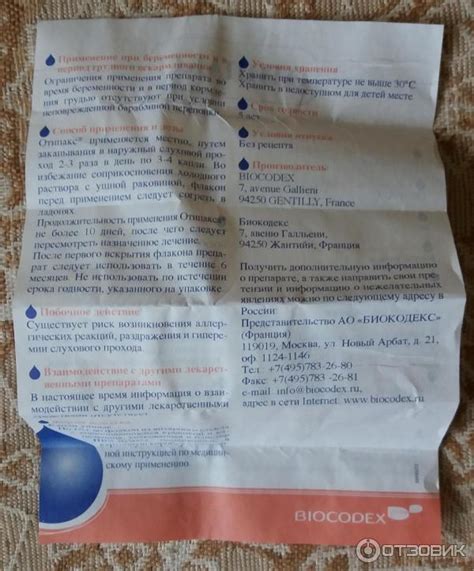 Применение при беременности и в
период грудного вскармливания
Ограничения применения препарата во
время беременности и в период корм-
ления грудью отсутствуют при условии
неповрежденной барабанной перепонки.
Способ применения и дозы
Отипакс® применяется местно, путем
закапывания в наружный слуховой про-
ход 2-3 раза в день по 3-4 капли. Во
избежание соприкосновения холодного
раствора с ушной раковиной, флакон
перед применением следует согреть в
ладонях.
Продолжительность применения Отипакс®
не более 10 дней, после чего следует
пересмотреть назначенное лечение.
После первого вскрытия флакона препа-
рат следует использовать в течение 6
месяцев. Не использовать по истечении
срока годности, указанного на упаковке.
Побочное действие
Существует риск возникновения аллер-
гических реакций, раздражения и гипере-
мии слухового прохода
Взаимодействие с другими лекарст-
венными препаратами
В настоящее время информация о взаи-
модействии с другими лекарственными
ной инструкцией по медицин-
скому применению.
Условия хранения
Хранить при температуре не выше 30°C
Хранить в недоступном для детей месте
Срок годности
5 лет
Условия отпуска
Без рецепта
Производитель
BIOCODEX
7, avenue Gallieni
94250 GENTILLY, France
Биокодекс
7, авеню Галльени,
94250 Жантийи, Франция
Получить дополнительную информацию
о препарате, а также направить свои пре-
тензии и информацию о нежелательных
явлениях можно по следующему адресу в
России
Представительство АО «БИОКОДЕКС»
(Франция)
119019, Москва, ул. Новый Арбат, д. 21,
оф. 1124-1146
Тел. +7(495)783-26-80
Факс +7(495)783 -26-81
e-mail info@biocodex.ru,
адрес в сети Internet. www biocodex.ru
BIOCODEX
ОТЗОВИК